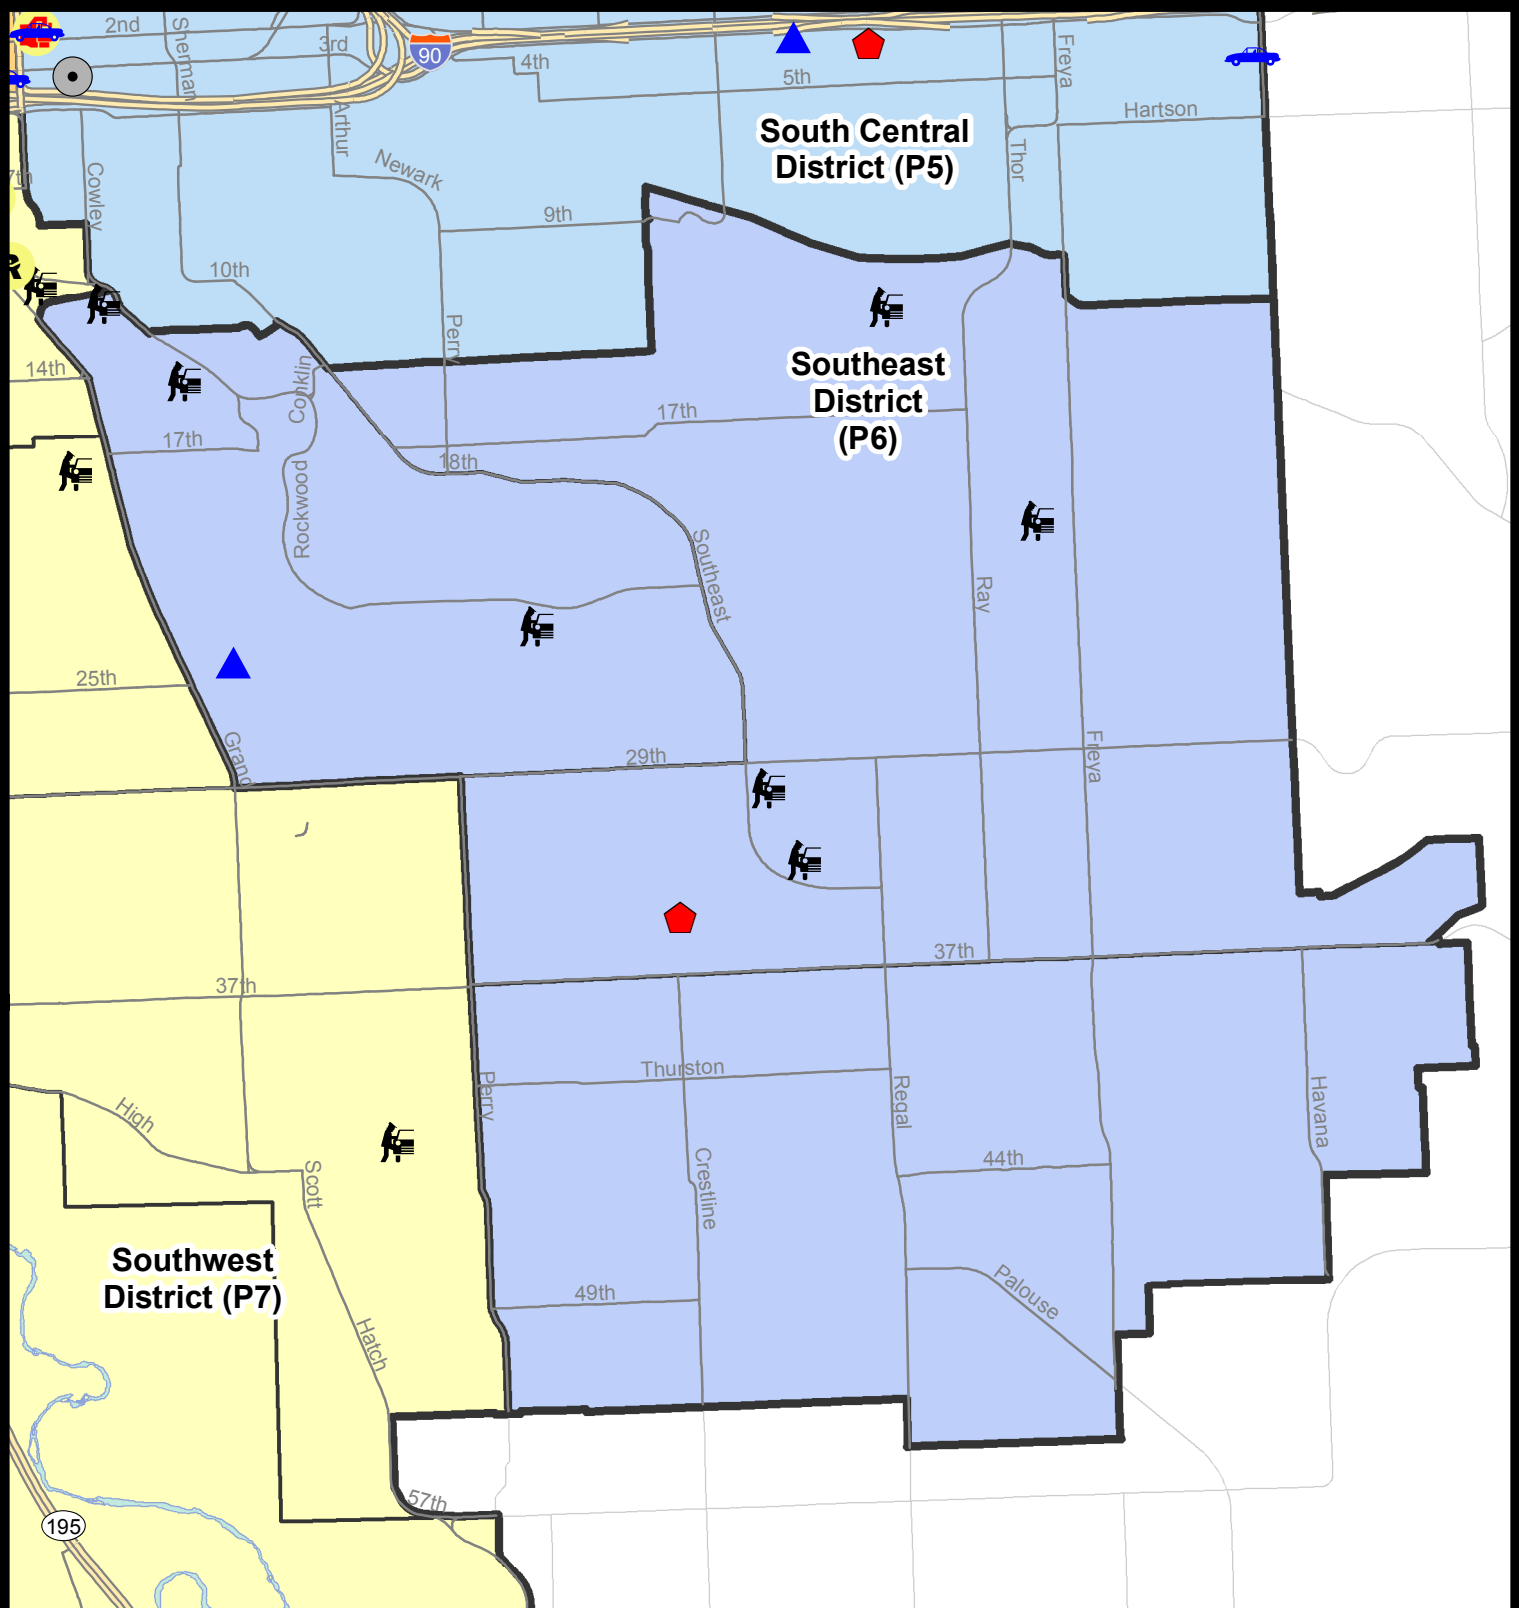 2nd
Sherman
3rd
90
4th
5th
Freya
Hartson
Arthur
South Central
District (P5)
Thor
Newark
7th
Cowley
9th
10th
Perry
14th
Conklin
Southeast
District
(P6)
17th
17th
18th
Rockwood
Southeast
Ray
25th
Grand
29th
Freya
37th
37th
Thurston
Perry
Regal
Havana
High
Scott
Crestline
44th
Southwest
District (P7)
49th
Palouse
Hatch
57th
195